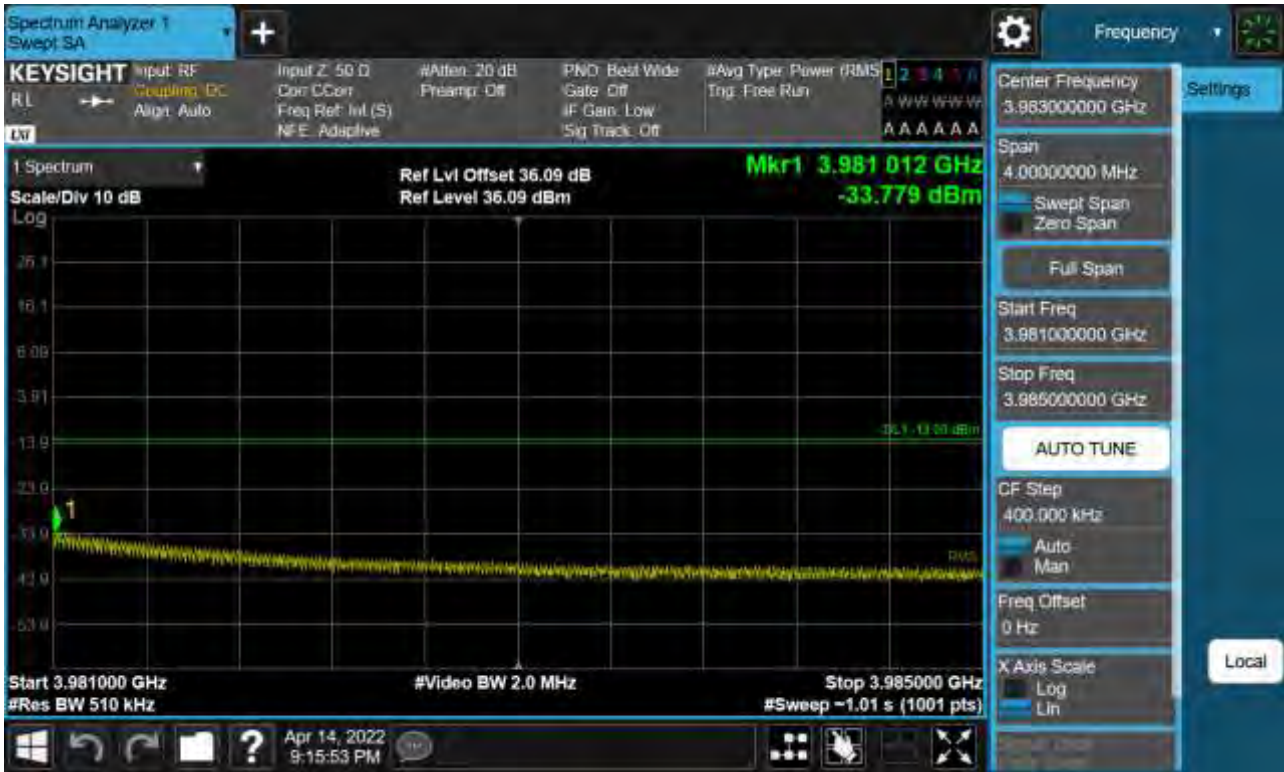 Spectrum Analyzer 1
Swept SA
Frequency
KEYSIGHT
RL
LXI
Input: RF
Coupling: DC
Align: Auto
Input Z: 50 Ω
Corr CCorr
Freq Ref: Int (S)
NFE: Adaptive
#Atten: 20 dB
Preamp: Off
PNO: Best Wide
Gate: Off
IF Gain: Low
Sig Track: Off
#Avg Type: Power (RMS
Trig: Free Run
1 2 3 4 5 6
A W W W W W
A A A A A A
1 Spectrum
Scale/Div 10 dB
Log
Ref Lvl Offset 36.09 dB
Ref Level 36.09 dBm
Mkr1 3.981 012 GHz
-33.779 dBm
26.1
16.1
6.09
-3.91
-13.9
-23.9
-33.9
-43.9
-53.9
DL1 -13.00 dBm
1
RMS
Start 3.981000 GHz
#Video BW 2.0 MHz
Stop 3.985000 GHz
#Res BW 510 kHz
#Sweep ~1.01 s (1001 pts)
Center Frequency
3.983000000 GHz
Settings
Span
4.00000000 MHz
Swept Span
Zero Span
Full Span
Start Freq
3.981000000 GHz
Stop Freq
3.985000000 GHz
AUTO TUNE
CF Step
400.000 kHz
Auto
Man
Freq Offset
0 Hz
X Axis Scale
Log
Lin
Local
?
Apr 14, 2022
9:15:53 PM